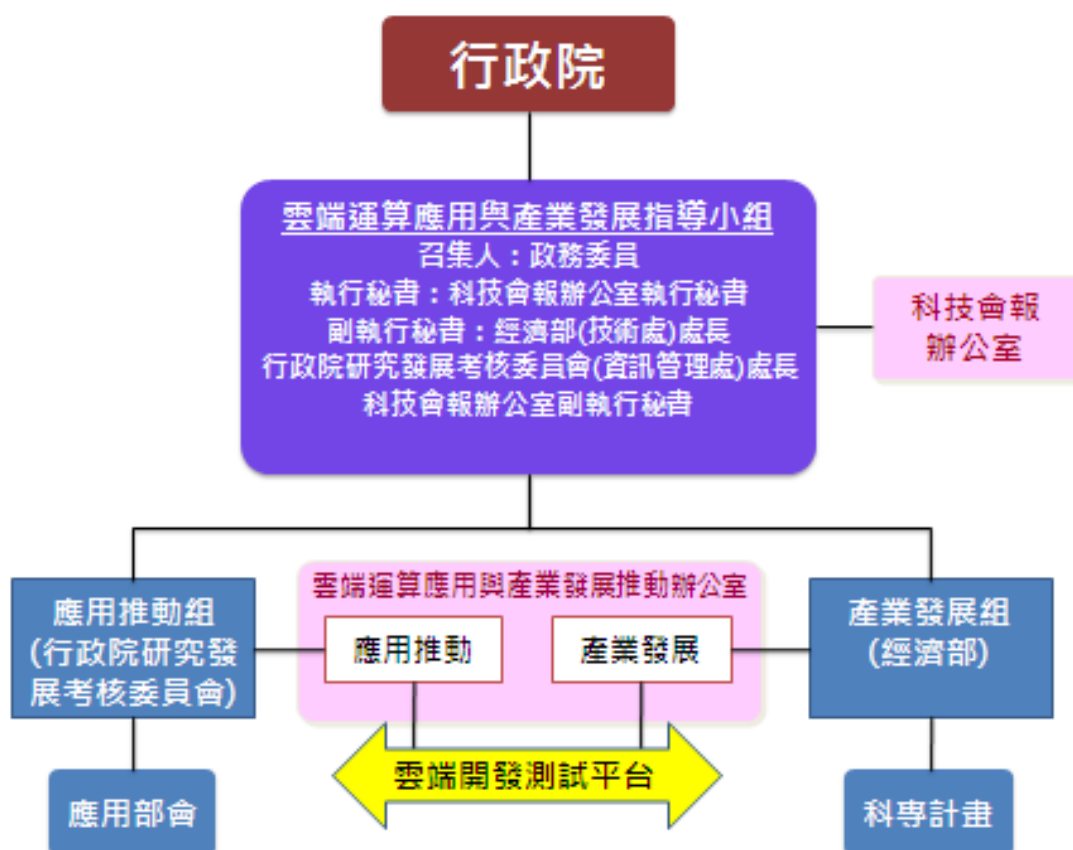 行政院
雲端運算應用與產業發展指導小組
召集人：政務委員
執行秘書：科技會報辦公室執行秘書
副執行秘書：經濟部(技術處)處長
行政院研究發展考核委員會(資訊管理處)處長
科技會報辦公室副執行秘書
科技會報
辦公室
應用推動組
(行政院研究發
展考核委員會)
雲端運算應用與產業發展推動辦公室
應用推動
產業發展
產業發展組
(經濟部)
雲端開發測試平台
應用部會
科專計畫